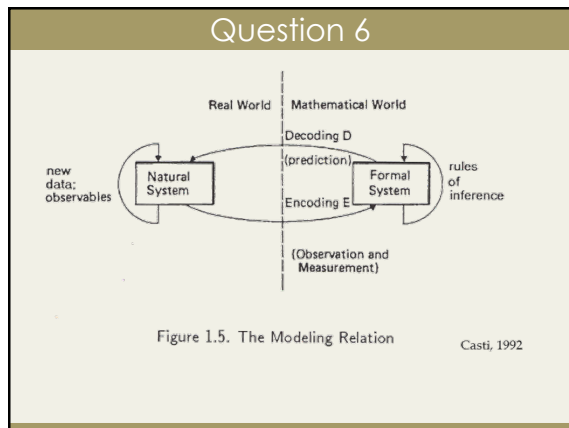 Question 6
Real World
Mathematical World
Decoding D
(prediction)
new
data;
observables
Natural
System
Formal
System
rules
of
inference
Encoding E
(Observation and
Measurement)
Figure 1.5. The Modeling Relation
Casti, 1992